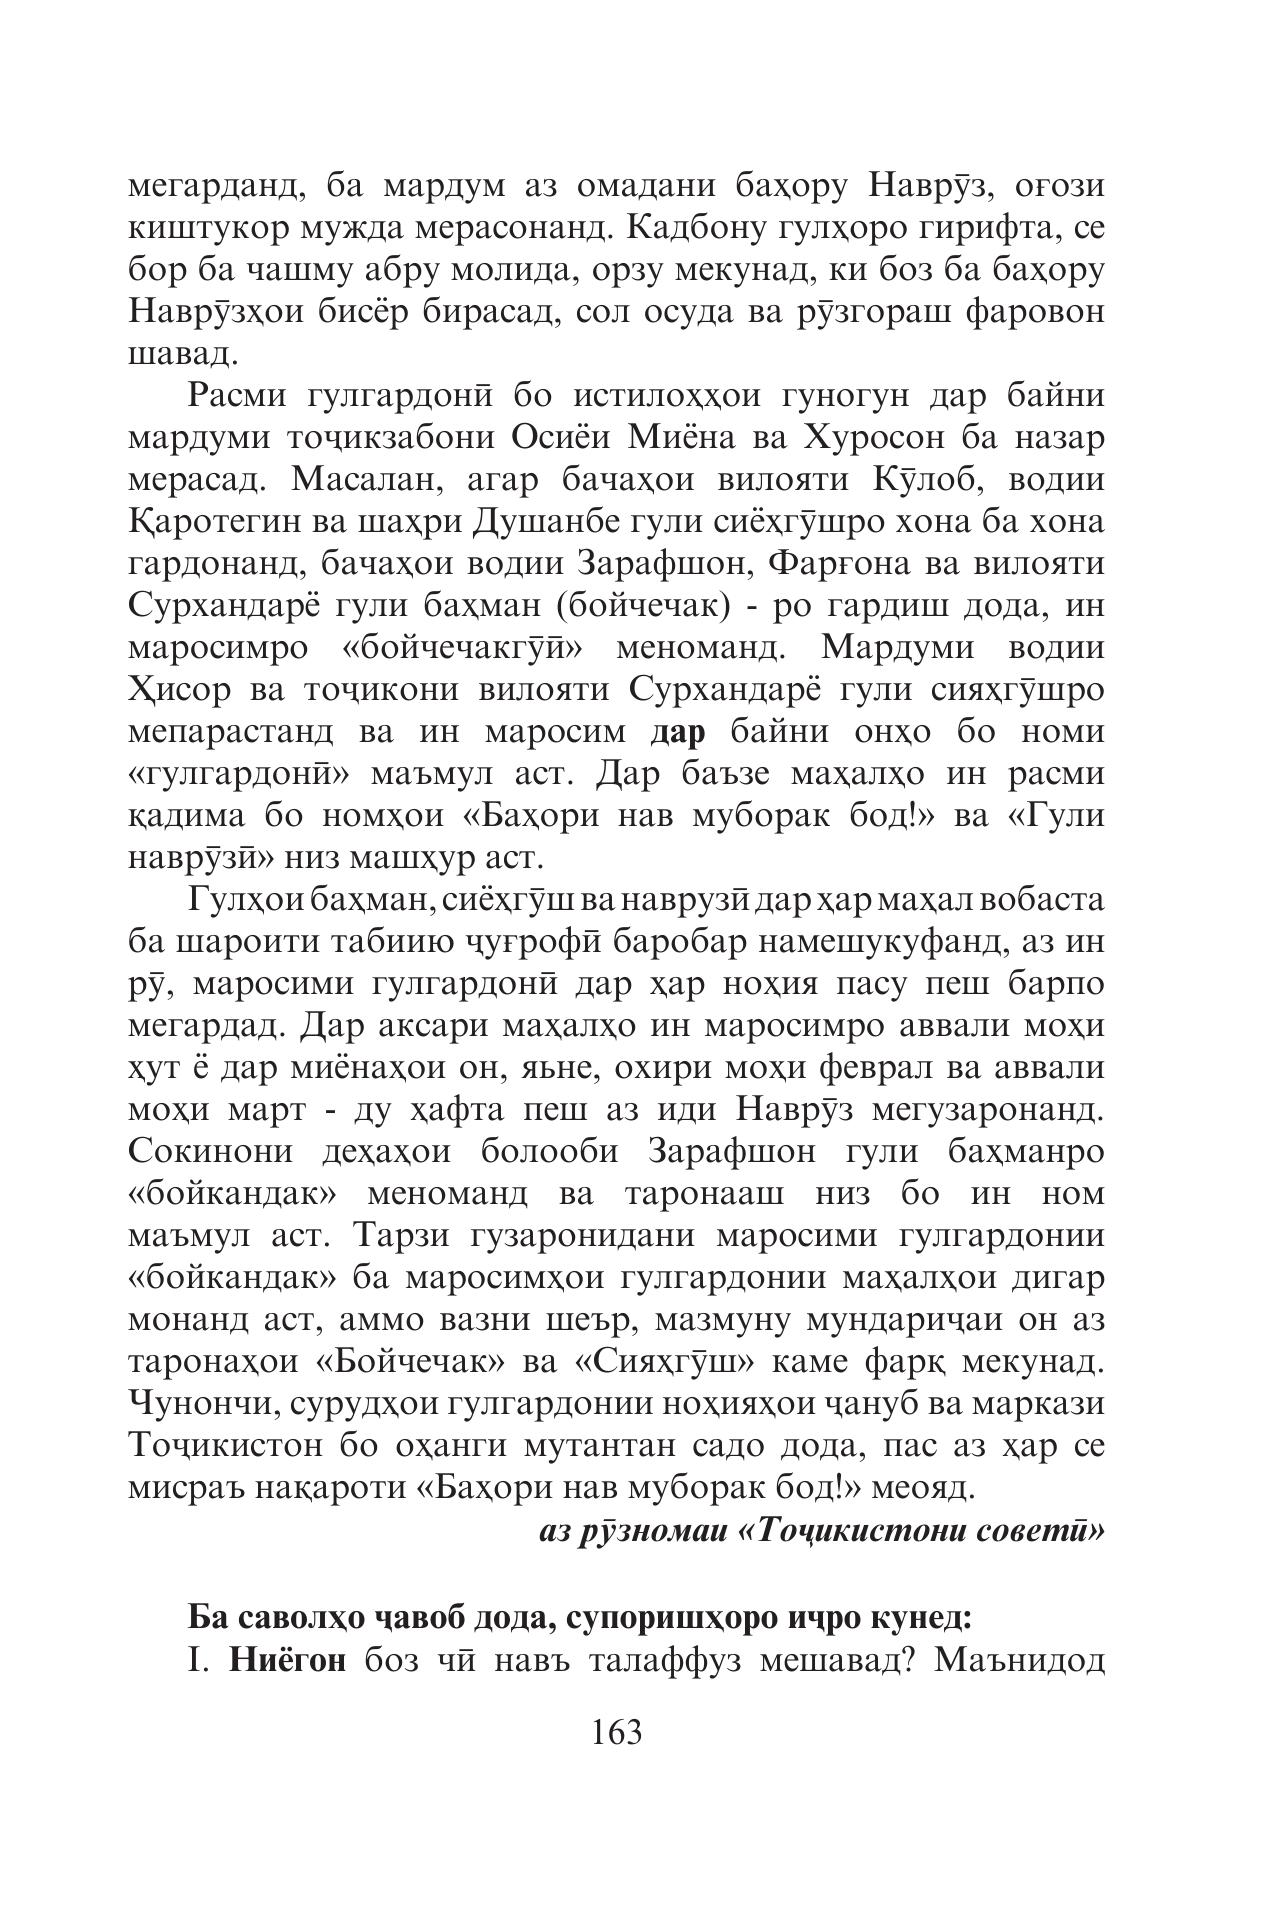 мегарданд, ба мардум аз омадани баҳору Наврӯз, оғози
киштукор мужда мерасонанд. Кадбону гулҳоро гирифта, се
бор ба чашму абру молида, орзу мекунад, ки боз ба баҳору
Наврӯзҳои бисёр бирасад, сол осуда ва рӯзгораш фаровон
шавад.
Расми гулгардонӣ бо истилоҳҳои гуногун дар байни
мардуми тоҷикзабони Осиёи Миёна ва Хуросон ба назар
мерасад. Масалан, агар бачаҳои вилояти Кӯлоб, водии
Қаротегин ва шаҳри Душанбе гули сиёҳгӯшро хона ба хона
гардонанд, бачаҳои водии Зарафшон, Фарғона ва вилояти
Сурхандарё гули баҳман (бойчечак) - ро гардиш дода, ин
маросимро «бойчечакгӯӣ» меноманд. Мардуми водии
Ҳисор ва тоҷикони вилояти Сурхандарё гули сияҳгӯшро
мепарастанд ва ин маросим дар байни онҳо бо номи
«гулгардонӣ» маъмул аст. Дар баъзе маҳалҳо ин расми
қадима бо номҳои «Баҳори нав муборак бод!» ва «Гули
наврӯзӣ» низ машҳур аст.
Гулҳои баҳман, сиёҳгӯш ва наврузӣ дар ҳар маҳал вобаста
ба шароити табиию ҷуғрофӣ баробар намешукуфанд, аз ин
рӯ, маросими гулгардонӣ дар ҳар ноҳия пасу пеш барпо
мегардад. Дар аксари маҳалҳо ин маросимро аввали моҳи
ҳут ё дар миёнаҳои он, яьне, охири моҳи феврал ва аввали
моҳи март - ду ҳафта пеш аз иди Наврӯз мегузаронанд.
Сокинони деҳаҳои болооби Зарафшон гули баҳманро
«бойкандак» меноманд ва таронааш низ бо ин ном
маъмул аст. Тарзи гузаронидани маросими гулгардонии
«бойкандак» ба маросимҳои гулгардонии маҳалҳои дигар
монанд аст, аммо вазни шеър, мазмуну мундариҷаи он аз
таронаҳои «Бойчечак» ва «Сияҳгӯш» каме фарқ мекунад.
Чунончи, сурудҳои гулгардонии ноҳияҳои ҷануб ва маркази
Тоҷикистон бо оҳанги мутантан садо дода, пас аз ҳар се
мисраъ нақароти «Баҳори нав муборак бод!» меояд.
аз рӯзномаи «Тоҷикистони советӣ»
Ба саволҳо ҷавоб дода, супоришҳоро иҷро кунед:
I. Ниёгон боз чӣ навъ талаффуз мешавад? Маънидод
163